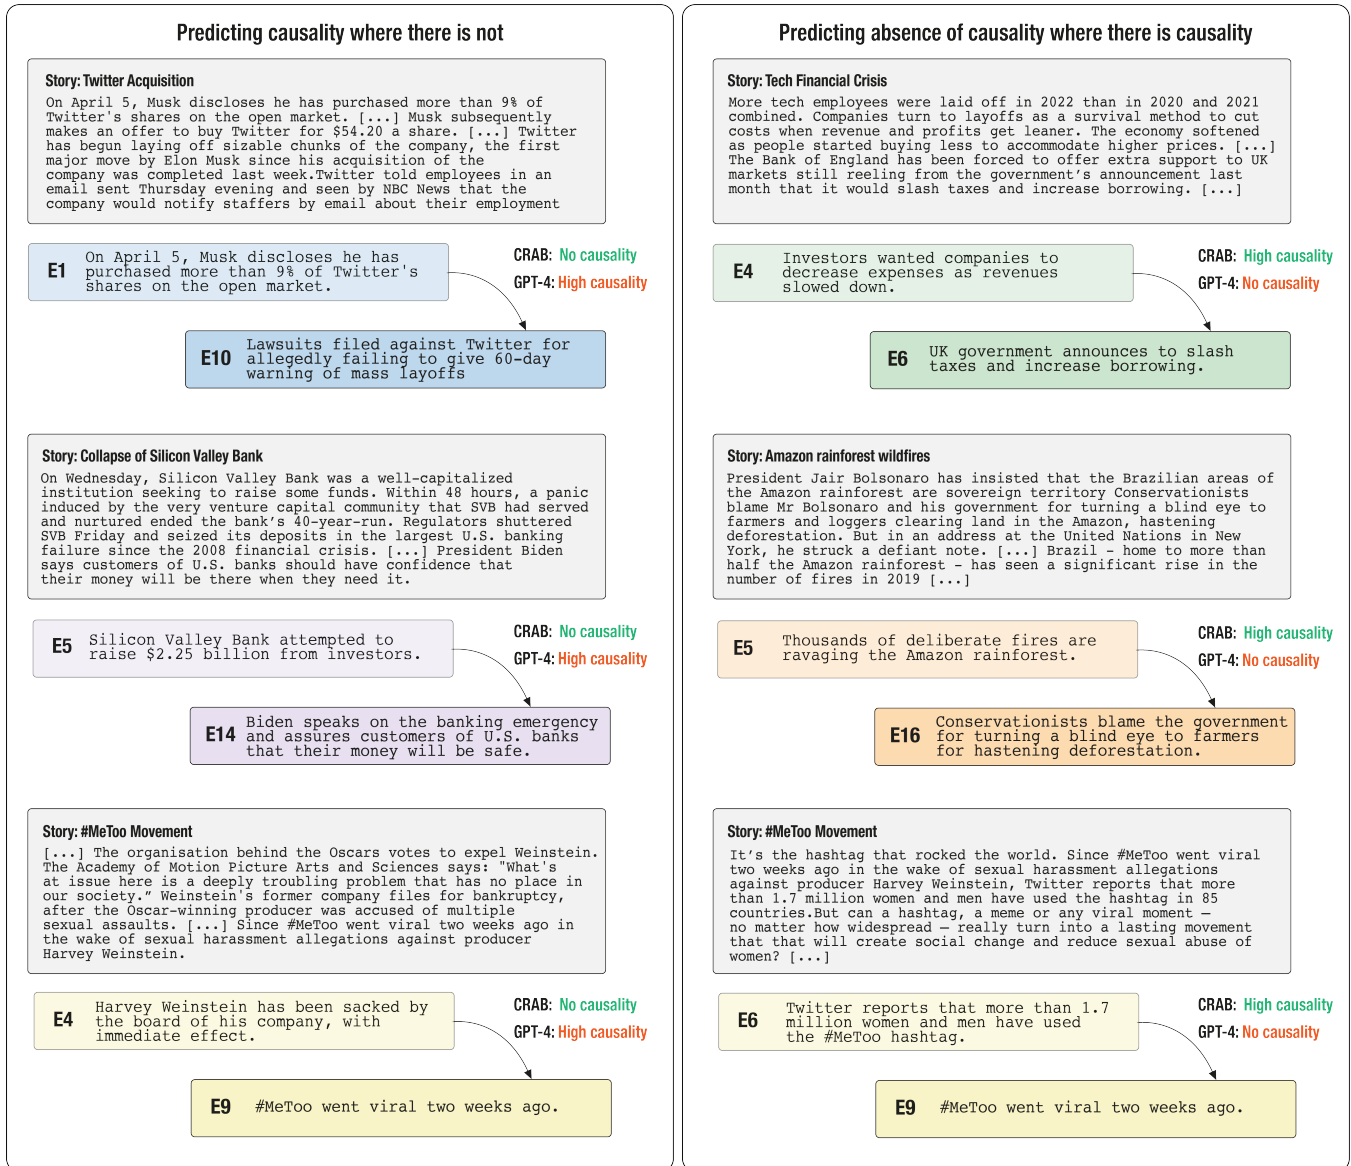 Predicting causality where there is not
Story: Twitter Acquisition
On April 5, Musk discloses he has purchased more than 9% of
Twitter's shares on the open market. [...] Musk subsequently
makes an offer to buy Twitter for $54.20 a share. [...] Twitter
has begun laying off sizable chunks of the company, the first
major move by Elon Musk since his acquisition of the
company was completed last week.Twitter told employees in an
email sent Thursday evening and seen by NBC News that the
company would notify staffers by email about their employment
E1
On April 5, Musk discloses he has
purchased more than 9% of Twitter's
shares on the open market.
CRAB: No causality
GPT-4: High causality
E10
Lawsuits filed against Twitter for
allegedly failing to give 60-day
warning of mass layoffs
Story: Collapse of Silicon Valley Bank
On Wednesday, Silicon Valley Bank was a well-capitalized
institution seeking to raise some funds. Within 48 hours, a panic
induced by the very venture capital community that SVB had served
and nurtured ended the bank’s 40-year-run. Regulators shuttered
SVB Friday and seized its deposits in the largest U.S. banking
failure since the 2008 financial crisis. [...] President Biden
says customers of U.S. banks should have confidence that
their money will be there when they need it.
E5
Silicon Valley Bank attempted to
raise $2.25 billion from investors.
CRAB: No causality
GPT-4: High causality
E14
Biden speaks on the banking emergency
and assures customers of U.S. banks
that their money will be safe.
Story: #MeToo Movement
[...] The organisation behind the Oscars votes to expel Weinstein.
The Academy of Motion Picture Arts and Sciences says: "What's
at issue here is a deeply troubling problem that has no place in
our society.” Weinstein's former company files for bankruptcy,
after the Oscar-winning producer was accused of multiple
sexual assaults. [...] Since #MeToo went viral two weeks ago in
the wake of sexual harassment allegations against producer
Harvey Weinstein.
E4
Harvey Weinstein has been sacked by
the board of his company, with
immediate effect.
CRAB: No causality
GPT-4: High causality
E9
#MeToo went viral two weeks ago.
Predicting absence of causality where there is causality
Story: Tech Financial Crisis
More tech employees were laid off in 2022 than in 2020 and 2021
combined. Companies turn to layoffs as a survival method to cut
costs when revenue and profits get leaner. The economy softened
as people started buying less to accommodate higher prices. [...]
The Bank of England has been forced to offer extra support to UK
markets still reeling from the government’s announcement last
month that it would slash taxes and increase borrowing. [...]
E4
Investors wanted companies to
decrease expenses as revenues
slowed down.
CRAB: High causality
GPT-4: No causality
E6
UK government announces to slash
taxes and increase borrowing.
Story: Amazon rainforest wildfires
President Jair Bolsonaro has insisted that the Brazilian areas of
the Amazon rainforest are sovereign territory Conservationists
blame Mr Bolsonaro and his government for turning a blind eye to
farmers and loggers clearing land in the Amazon, hastening
deforestation. But in an address at the United Nations in New
York, he struck a defiant note. [...] Brazil – home to more than
half the Amazon rainforest – has seen a significant rise in the
number of fires in 2019 [...]
E5
Thousands of deliberate fires are
ravaging the Amazon rainforest.
CRAB: High causality
GPT-4: No causality
E16
Conservationists blame the government
for turning a blind eye to farmers
for hastening deforestation.
Story: #MeToo Movement
It’s the hashtag that rocked the world. Since #MeToo went viral
two weeks ago in the wake of sexual harassment allegations
against producer Harvey Weinstein, Twitter reports that more
than 1.7 million women and men have used the hashtag in 85
countries.But can a hashtag, a meme or any viral moment —
no matter how widespread — really turn into a lasting movement
that that will create social change and reduce sexual abuse of
women? [...]
E6
Twitter reports that more than 1.7
million women and men have used
the #MeToo hashtag.
CRAB: High causality
GPT-4: No causality
E9
#MeToo went viral two weeks ago.